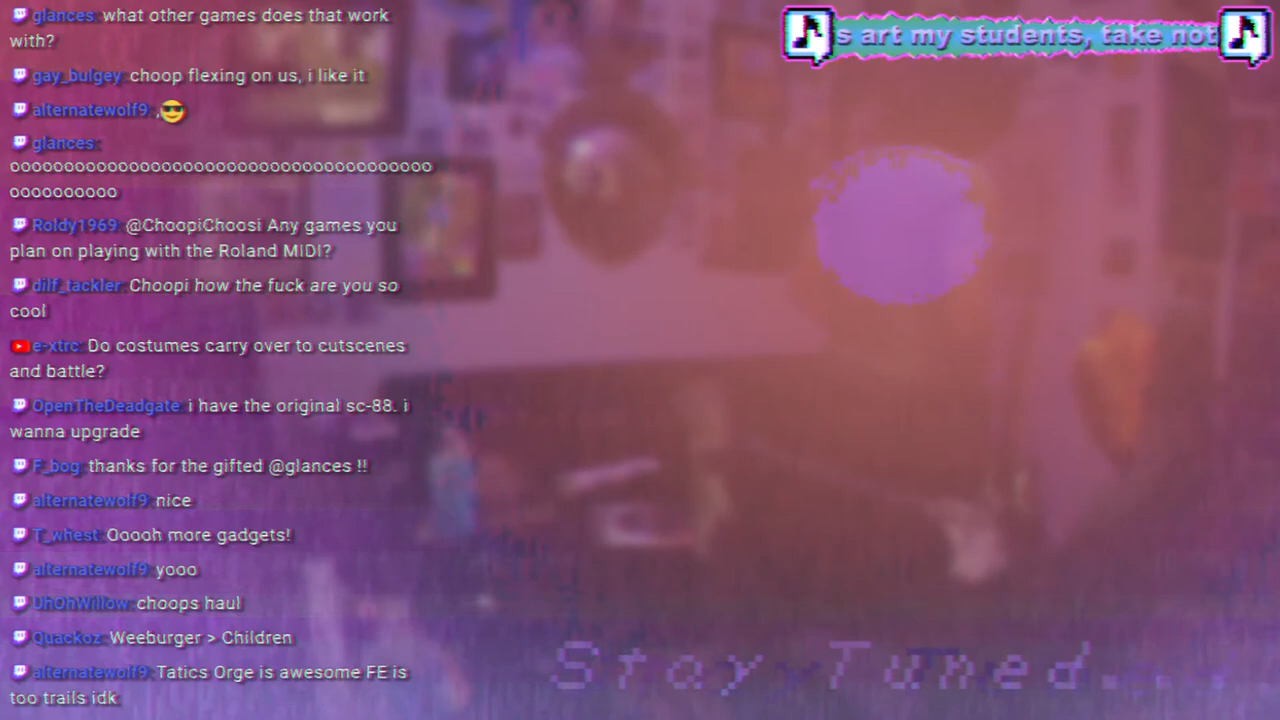 glances: what other games does that work
with?
gay_bulgey: choop flexing on us, i like it
alternatewolf9: ,😎
glances:
ooooooooooooooooooooooooooooooooooooooo
oooooooooo
Roldy1969: @ChoopiChoosi Any games you
plan on playing with the Roland MIDI?
dilf_tackler: Choopi how the fuck are you so
cool
e-xtrc: Do costumes carry over to cutscenes
and battle?
OpenTheDeadgate: i have the original sc-88. i
wanna upgrade
F_bog: thanks for the gifted @glances !!
alternatewolf9: nice
T_whest: Ooooh more gadgets!
alternatewolf9: yooo
UhOhWillow: choops haul
Quackoz: Weeburger > Children
alternatewolf9: Tatics Orge is awesome FE is
too trails idk
s art my students, take not
Stay Tuned...